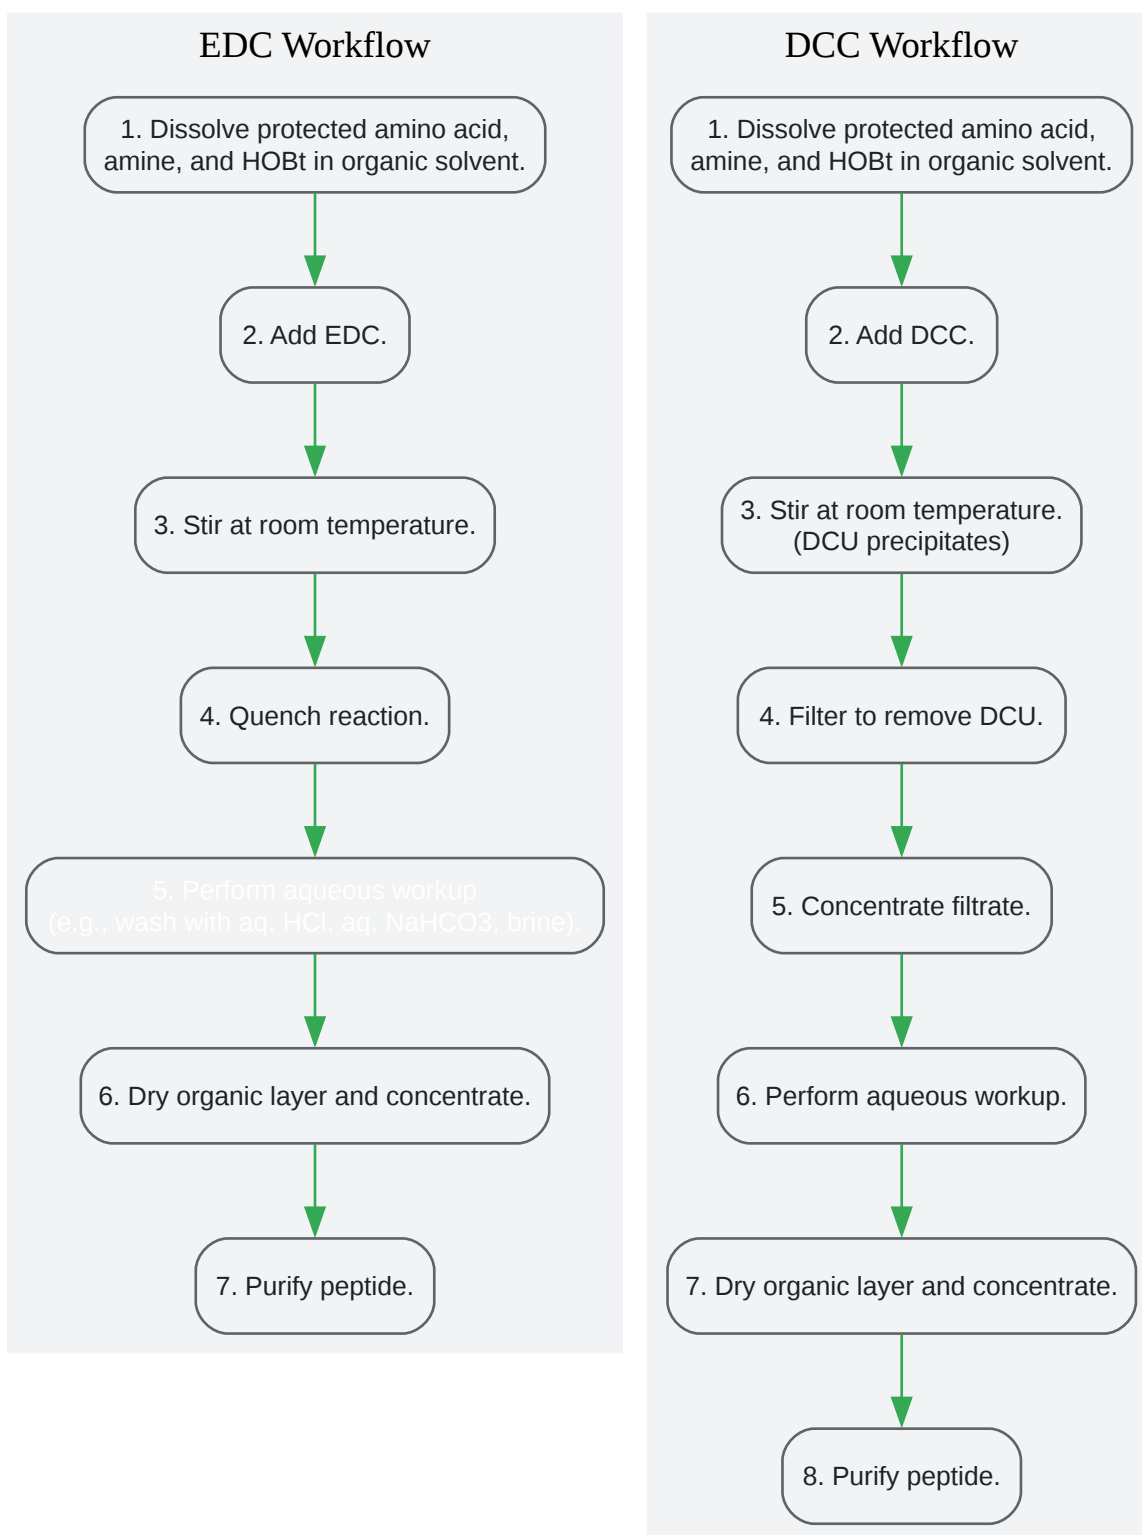 EDC Workflow
1. Dissolve protected amino acid,
amine, and HOBt in organic solvent.
2. Add EDC.
3. Stir at room temperature.
4. Quench reaction.
5. Perform aqueous workup
(e.g., wash with aq. HCl, aq. NaHCO3, brine).
6. Dry organic layer and concentrate.
7. Purify peptide.
DCC Workflow
1. Dissolve protected amino acid,
amine, and HOBt in organic solvent.
2. Add DCC.
3. Stir at room temperature.
(DCU precipitates)
4. Filter to remove DCU.
5. Concentrate filtrate.
6. Perform aqueous workup.
7. Dry organic layer and concentrate.
8. Purify peptide.